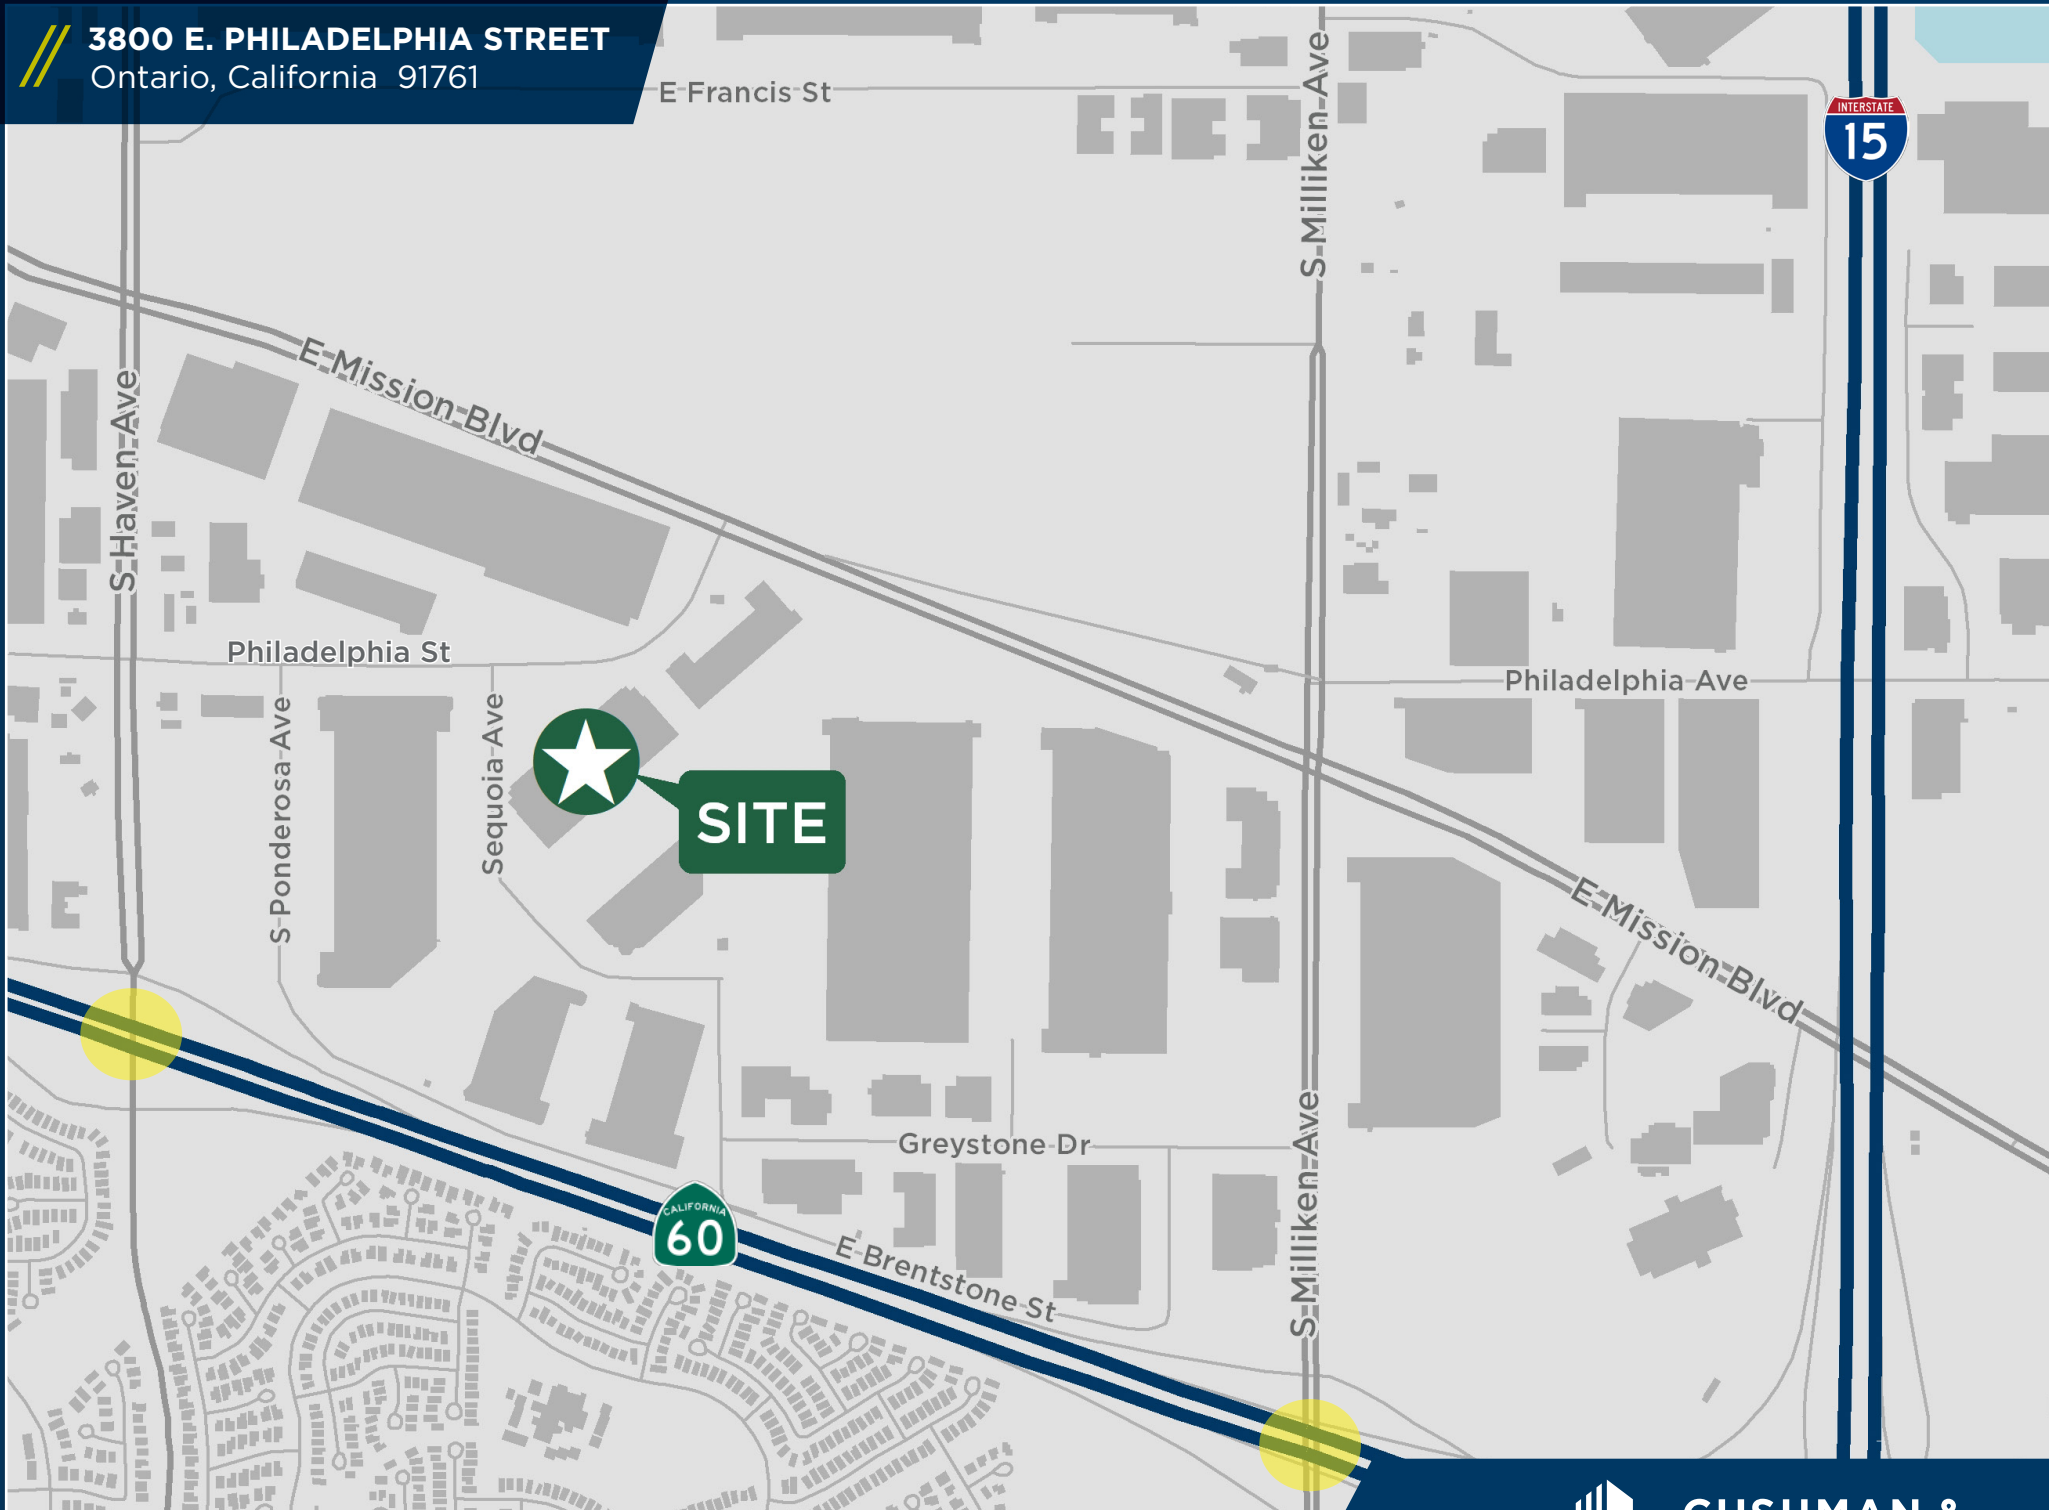 3800 E. PHILADELPHIA STREET
Ontario, California 91761
E Francis St
S Milliken Ave
INTERSTATE
15
E Mission Blvd
S Haven Ave
Philadelphia St
Philadelphia Ave
S Ponderosa Ave
Sequoia Ave
SITE
E Mission Blvd
Greystone Dr
S Milliken Ave
CALIFORNIA
60
E Brentstone St
CUSHMAN &